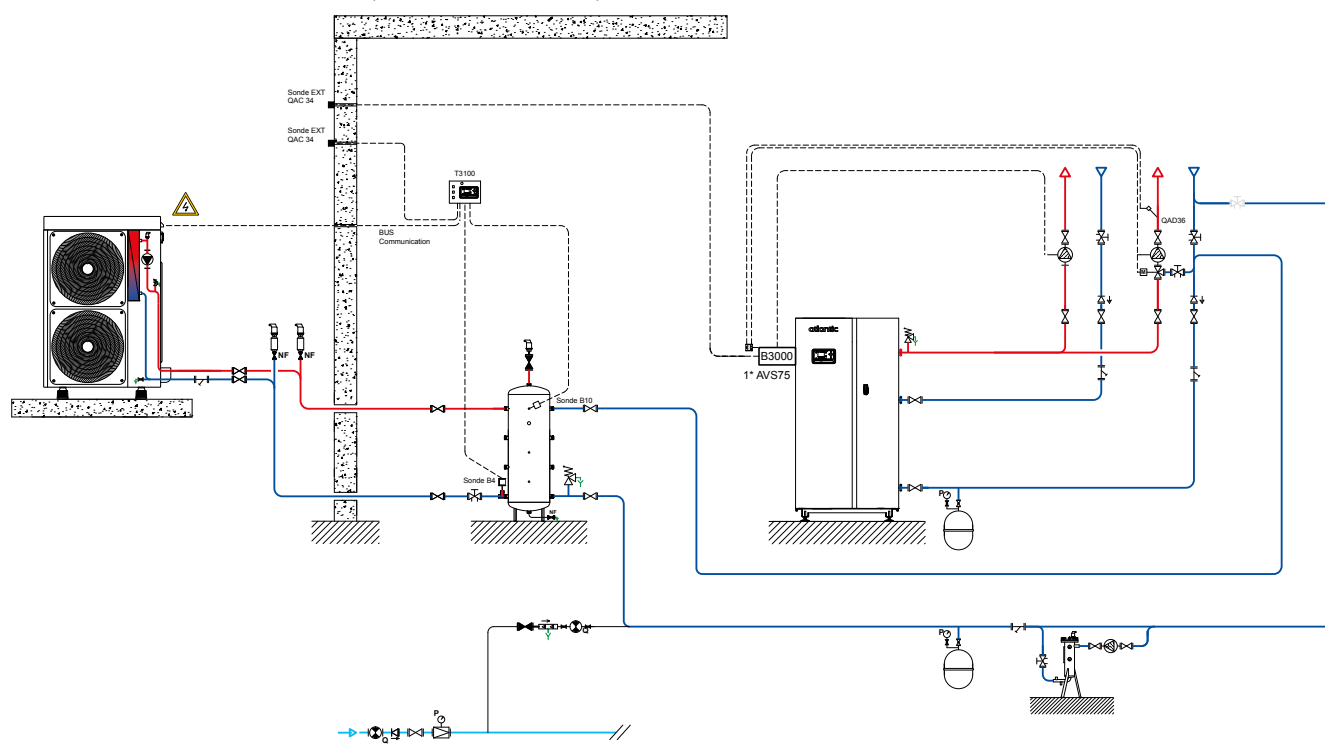 Sonde EXT
QAC 34
Sonde EXT
QAC 34
T3100
BUS
Communication
QAD36
NF
NF
atlantic
B3000
1* AVS75
M
Sonde B10
Sonde B4
NF
P
Q
P
P
Q